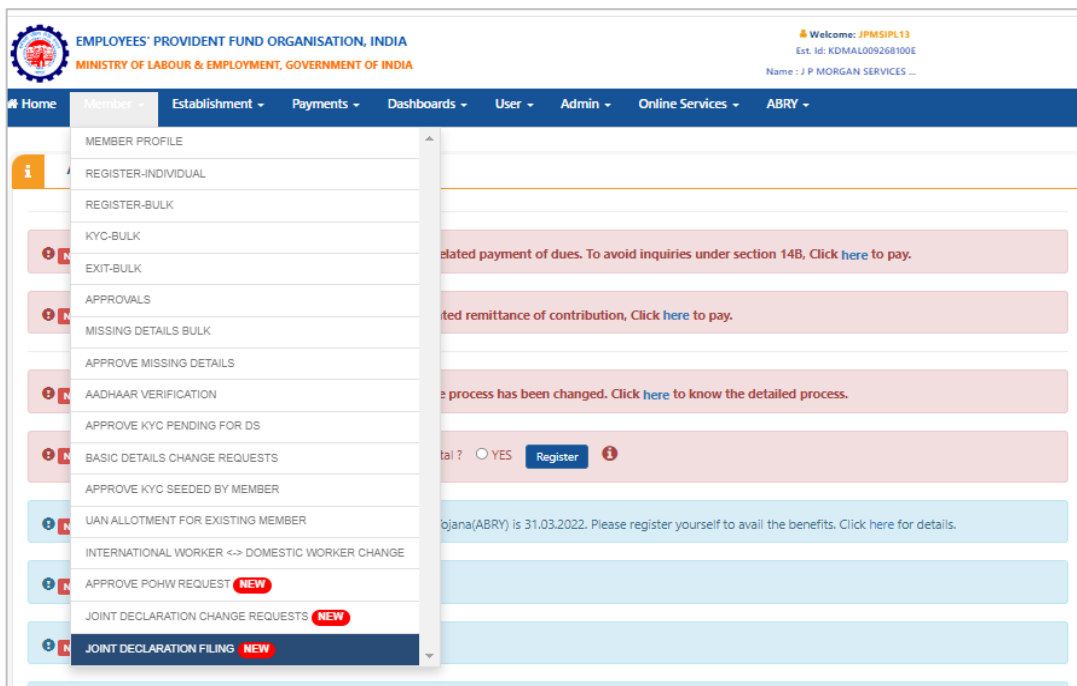 EMPLOYEES' PROVIDENT FUND ORGANISATION, INDIA
MINISTRY OF LABOUR & EMPLOYMENT, GOVERNMENT OF INDIA
Welcome: JPMSIPL13
Est. Id: KDMAL009268100E
Name : J P MORGAN SERVICES ...
Home Member Establishment Payments Dashboards User Admin Online Services ABRY
MEMBER PROFILE
REGISTER-INDIVIDUAL
REGISTER-BULK
KYC-BULK
elated payment of dues. To avoid inquiries under section 14B, Click here to pay.
EXIT-BULK
APPROVALS
ted remittance of contribution, Click here to pay.
MISSING DETAILS BULK
APPROVE MISSING DETAILS
AADHAAR VERIFICATION
e process has been changed. Click here to know the detailed process.
APPROVE KYC PENDING FOR DS
BASIC DETAILS CHANGE REQUESTS
tal ? YES Register
APPROVE KYC SEEDED BY MEMBER
UAN ALLOTMENT FOR EXISTING MEMBER
ojana(ABRY) is 31.03.2022. Please register yourself to avail the benefits. Click here for details.
INTERNATIONAL WORKER <-> DOMESTIC WORKER CHANGE
APPROVE POHW REQUEST NEW
JOINT DECLARATION CHANGE REQUESTS NEW
JOINT DECLARATION FILING NEW